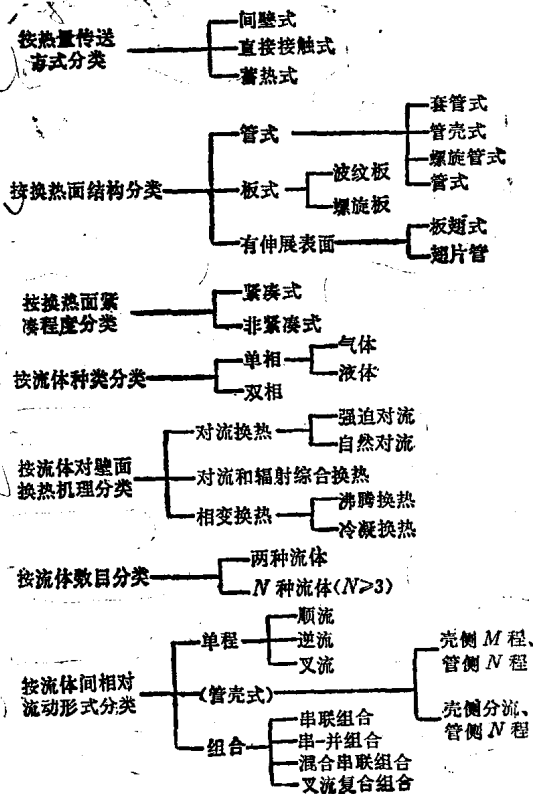 按热量传送
方式分类
间壁式
直接接触式
蓄热式
按换热面结构分类
管式
套管式
管壳式
螺旋管式
管式
板式
波纹板
螺旋板
有伸展表面
板翅式
翅片管
按换热面紧
凑程度分类
紧凑式
非紧凑式
按流体种类分类
单相
气体
液体
双相
按流体对壁面
换热机理分类
对流换热
强迫对流
自然对流
对流和辐射综合换热
相变换热
沸腾换热
冷凝换热
按流体数目分类
两种流体
N 种流体(N≥3)
按流体间相对
流动形式分类
单程
顺流
逆流
叉流
(管壳式)
壳侧 M 程、
管侧 N 程
壳侧分流、
管侧 N 程
组合
串联组合
串-并组合
混合串联组合
叉流复合组合